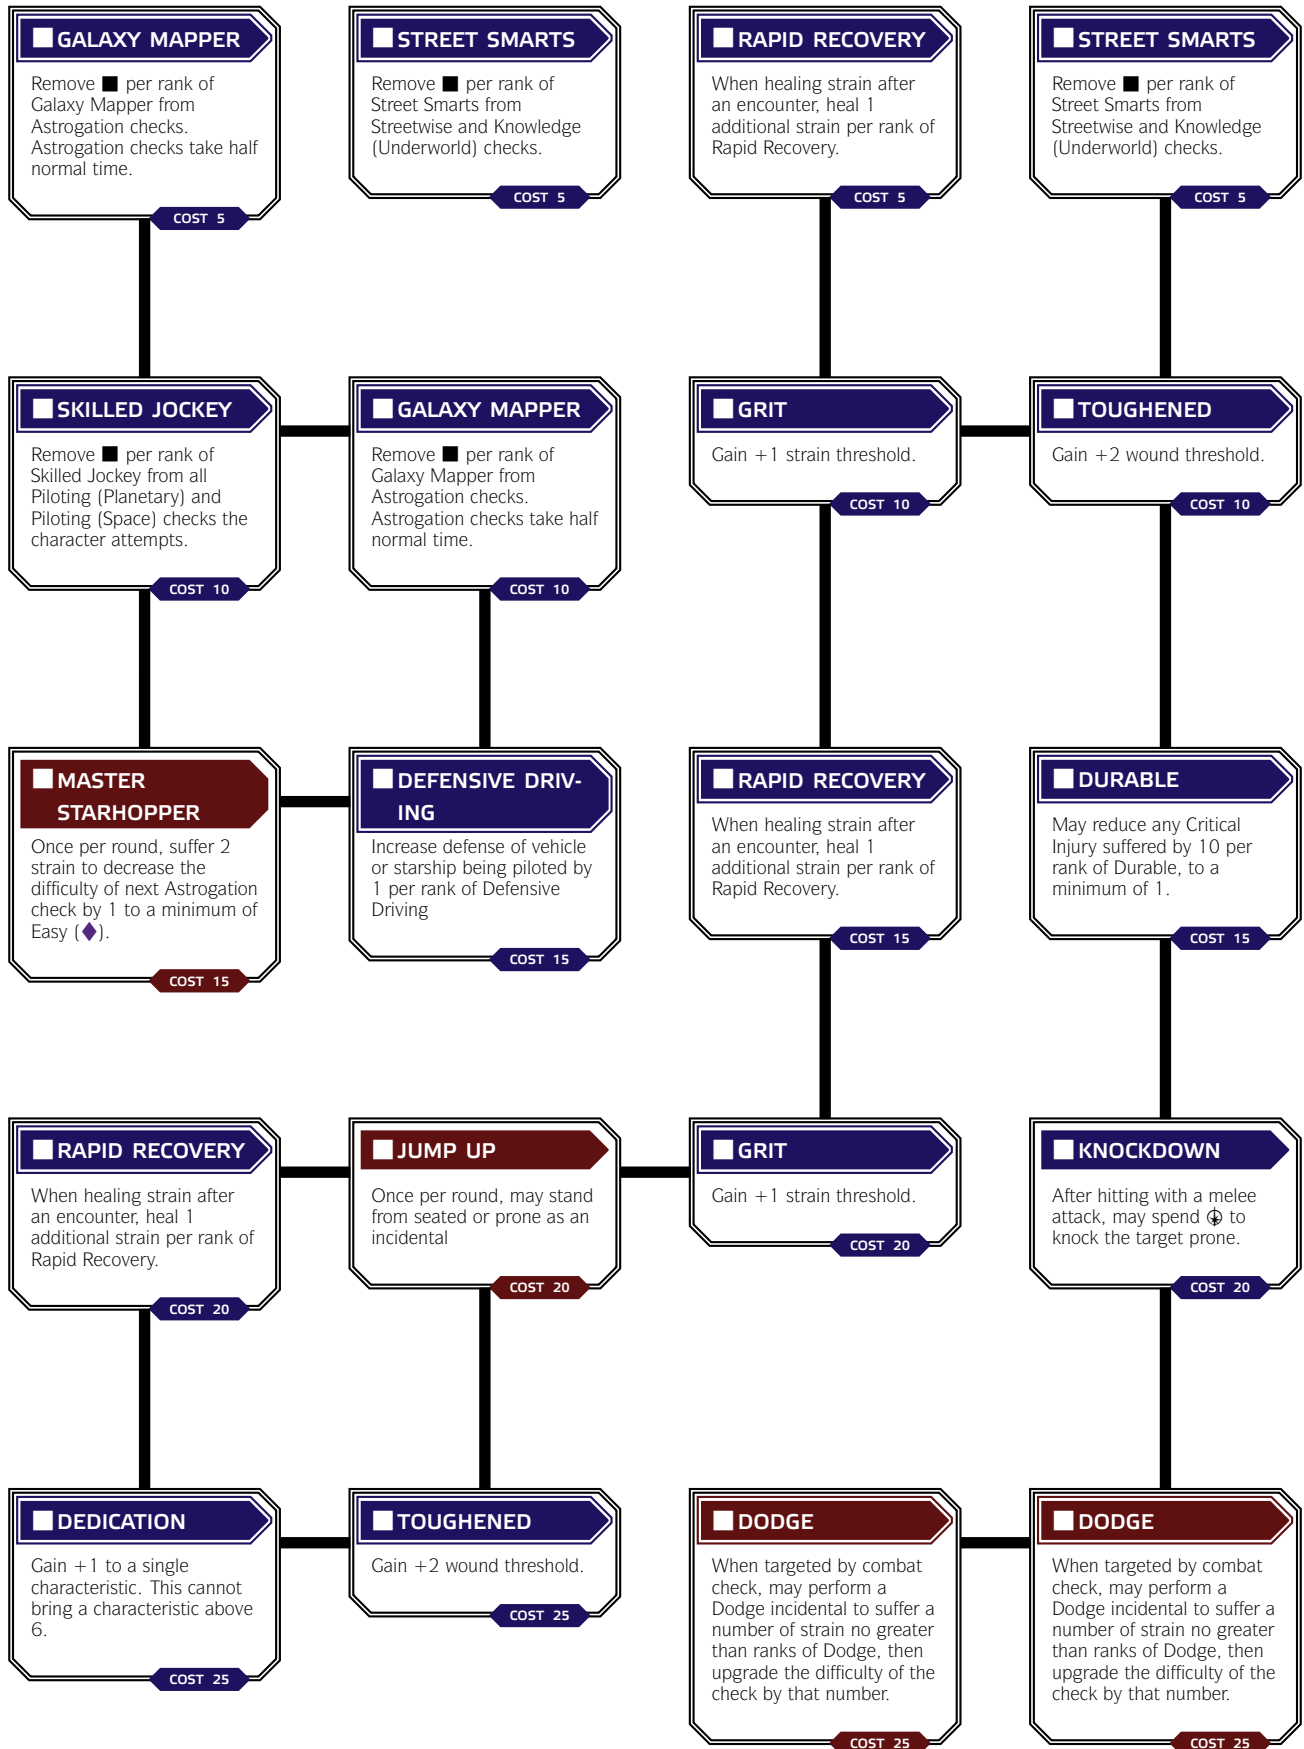 GALAXY MAPPER
Remove ■ per rank of
Galaxy Mapper from
Astrogation checks.
Astrogation checks take half
normal time.
COST 5
STREET SMARTS
Remove ■ per rank of
Street Smarts from
Streetwise and Knowledge
(Underworld) checks.
COST 5
RAPID RECOVERY
When healing strain after
an encounter, heal 1
additional strain per rank of
Rapid Recovery.
COST 5
STREET SMARTS
Remove ■ per rank of
Street Smarts from
Streetwise and Knowledge
(Underworld) checks.
COST 5
SKILLED JOCKEY
Remove ■ per rank of
Skilled Jockey from all
Piloting (Planetary) and
Piloting (Space) checks the
character attempts.
COST 10
GALAXY MAPPER
Remove ■ per rank of
Galaxy Mapper from
Astrogation checks.
Astrogation checks take half
normal time.
COST 10
GRIT
Gain +1 strain threshold.
COST 10
TOUGHENED
Gain +2 wound threshold.
COST 10
MASTER
STARHOPPER
Once per round, suffer 2
strain to decrease the
difficulty of next Astrogation
check by 1 to a minimum of
Easy (♦).
COST 15
DEFENSIVE DRIV-
ING
Increase defense of vehicle
or starship being piloted by
1 per rank of Defensive
Driving
COST 15
RAPID RECOVERY
When healing strain after
an encounter, heal 1
additional strain per rank of
Rapid Recovery.
COST 15
DURABLE
May reduce any Critical
Injury suffered by 10 per
rank of Durable, to a
minimum of 1.
COST 15
RAPID RECOVERY
When healing strain after
an encounter, heal 1
additional strain per rank of
Rapid Recovery.
COST 20
JUMP UP
Once per round, may stand
from seated or prone as an
incidental
COST 20
GRIT
Gain +1 strain threshold.
COST 20
KNOCKDOWN
After hitting with a melee
attack, may spend to
knock the target prone.
COST 20
DEDICATION
Gain +1 to a single
characteristic. This cannot
bring a characteristic above
6.
COST 25
TOUGHENED
Gain +2 wound threshold.
COST 25
DODGE
When targeted by combat
check, may perform a
Dodge incidental to suffer a
number of strain no greater
than ranks of Dodge, then
upgrade the difficulty of the
check by that number.
COST 25
DODGE
When targeted by combat
check, may perform a
Dodge incidental to suffer a
number of strain no greater
than ranks of Dodge, then
upgrade the difficulty of the
check by that number.
COST 25